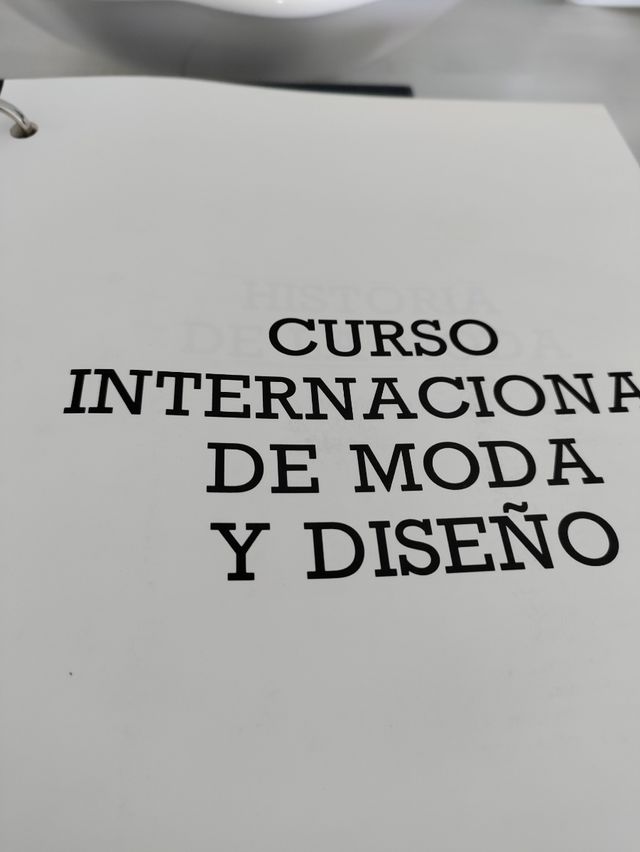 CURSO
INTERNACIONA
DE MODA
Y DISEÑO